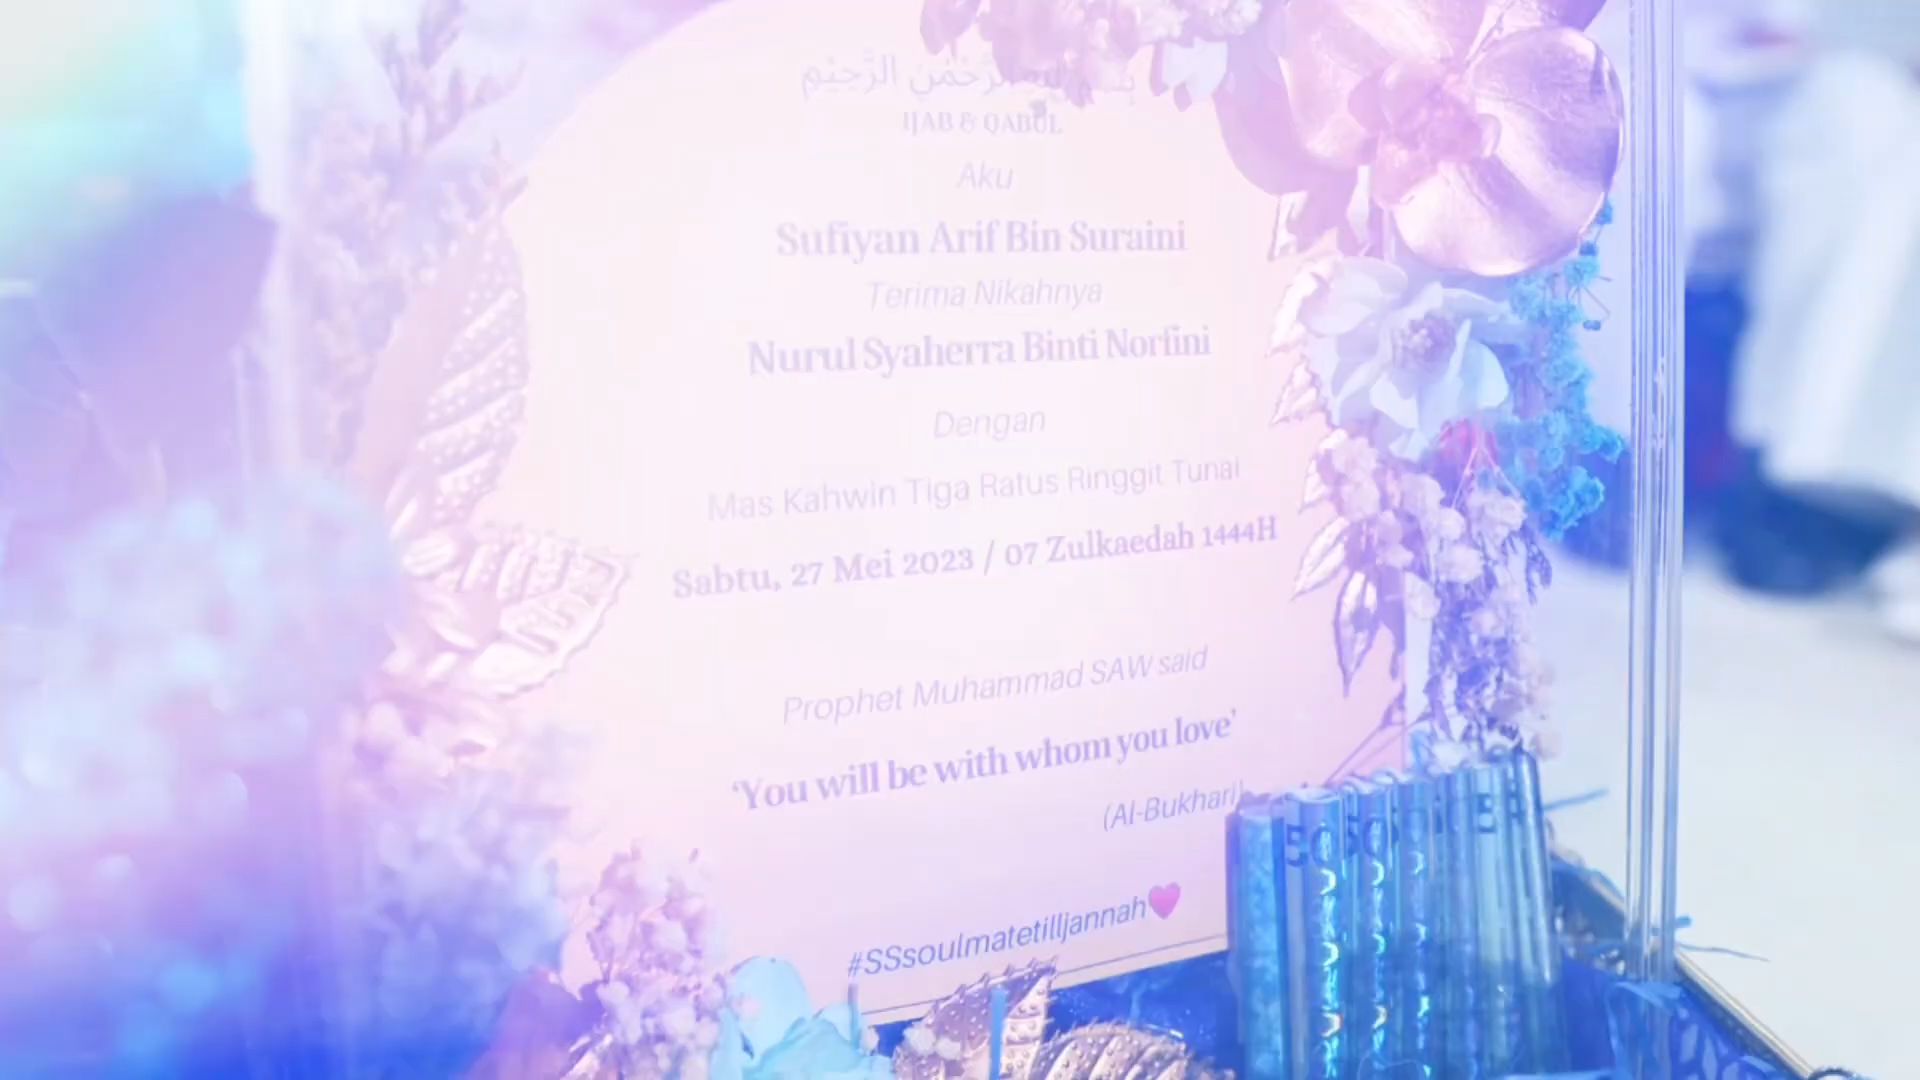 بسم الله الرَّحْمٰنِ الرَّحِيْمِ
IJAB & QABUL
Aku
Sufiyan Arif Bin Suraini
Terima Nikahnya
Nurul Syaherra Binti Norfini
Dengan
Mas Kahwin Tiga Ratus Ringgit Tunai
Sabtu, 27 Mei 2023 / 07 Zulkaedah 1444H
Prophet Muhammad SAW said
'You will be with whom you love'
(Al-Bukhari)
#SSsoulmatetilljannah❤